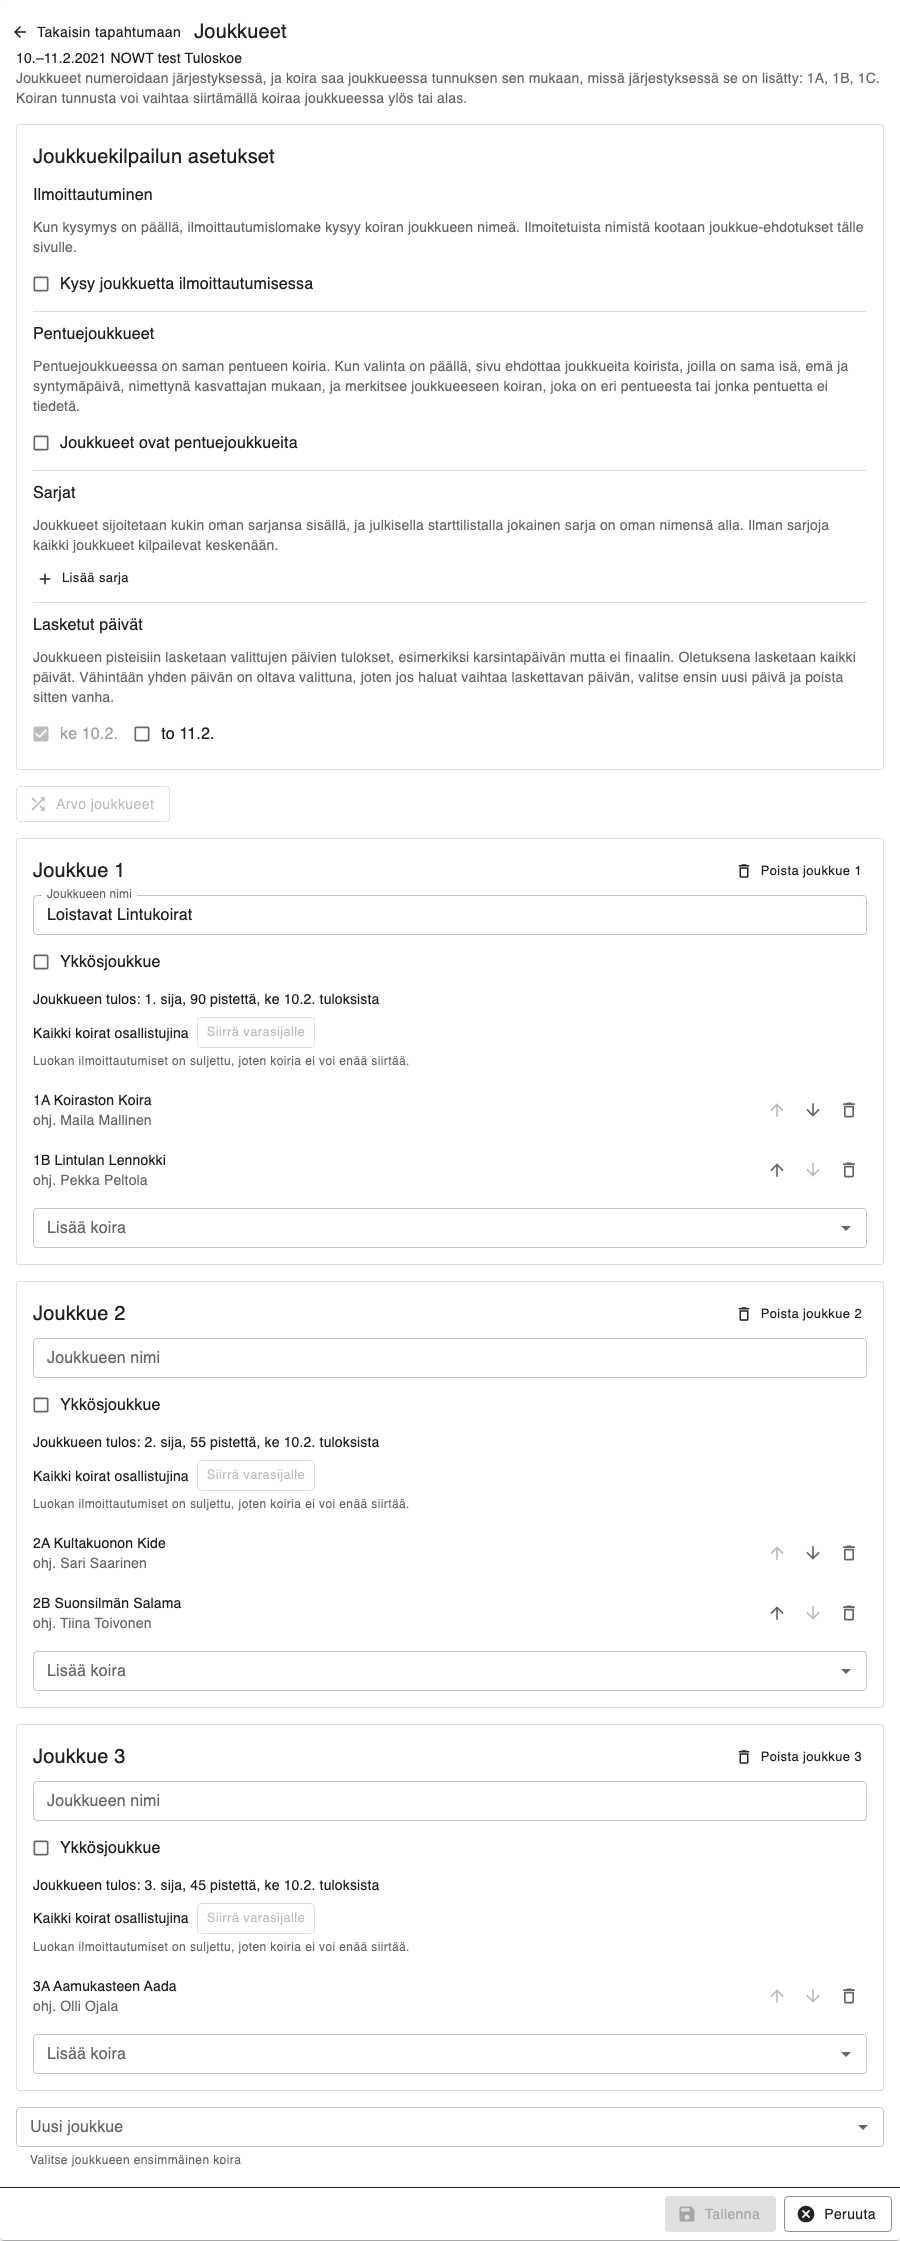 Takaisin tapahtumaan Joukkueet
10.–11.2.2021 NOWT test Tuloskoe
Joukkueet numeroidaan järjestyksessä, ja koira saa joukkueessa tunnuksen sen mukaan, missä järjestyksessä se on lisätty: 1A, 1B, 1C.
Koiran tunnusta voi vaihtaa siirtämällä koiraa joukkueessa ylös tai alas.
Joukkuekilpailun asetukset
Ilmoittautuminen
Kun kysymys on päällä, ilmoittautumislomake kysyy koiran joukkueen nimeä. Ilmoitetuista nimistä kootaan joukkue-ehdotukset tälle
sivulle.
Kysy joukkuetta ilmoittautumisessa
Pentuejoukkueet
Pentuejoukkueessa on saman pentueen koiria. Kun valinta on päällä, sivu ehdottaa joukkueita koirista, joilla on sama isä, emä ja
syntymäpäivä, nimettynä kasvattajan mukaan, ja merkitsee joukkueeseen koiran, joka on eri pentueesta tai jonka pentuetta ei
tiedetä.
Joukkueet ovat pentuejoukkueita
Sarjat
Joukkueet sijoitetaan kukin oman sarjansa sisällä, ja julkisella starttilistalla jokainen sarja on oman nimensä alla. Ilman sarjoja
kaikki joukkueet kilpailevat keskenään.
Lisää sarja
Lasketut päivät
Joukkueen pisteisiin lasketaan valittujen päivien tulokset, esimerkiksi karsintapäivän mutta ei finaalin. Oletuksena lasketaan kaikki
päivät. Vähintään yhden päivän on oltava valittuna, joten jos haluat vaihtaa laskettavan päivän, valitse ensin uusi päivä ja poista
sitten vanha.
ke 10.2. to 11.2.
Arvo joukkueet
Joukkue 1 Poista joukkue 1
Joukkueen nimi
Loistavat Lintukoirat
Ykkösjoukkue
Joukkueen tulos: 1. sija, 90 pistettä, ke 10.2. tuloksista
Kaikki koirat osallistujina Siirrä varasijalle
Luokan ilmoittautumiset on suljettu, joten koiria ei voi enää siirtää.
1A Koiraston Koira
ohj. Maila Mallinen
1B Lintulan Lennokki
ohj. Pekka Peltola
Lisää koira
Joukkue 2 Poista joukkue 2
Joukkueen nimi
Ykkösjoukkue
Joukkueen tulos: 2. sija, 55 pistettä, ke 10.2. tuloksista
Kaikki koirat osallistujina Siirrä varasijalle
Luokan ilmoittautumiset on suljettu, joten koiria ei voi enää siirtää.
2A Kultakuonon Kide
ohj. Sari Saarinen
2B Suonsilmän Salama
ohj. Tiina Toivonen
Lisää koira
Joukkue 3 Poista joukkue 3
Joukkueen nimi
Ykkösjoukkue
Joukkueen tulos: 3. sija, 45 pistettä, ke 10.2. tuloksista
Kaikki koirat osallistujina Siirrä varasijalle
Luokan ilmoittautumiset on suljettu, joten koiria ei voi enää siirtää.
3A Aamukasteen Aada
ohj. Olli Ojala
Lisää koira
Uusi joukkue
Valitse joukkueen ensimmäinen koira
Tallenna Peruuta